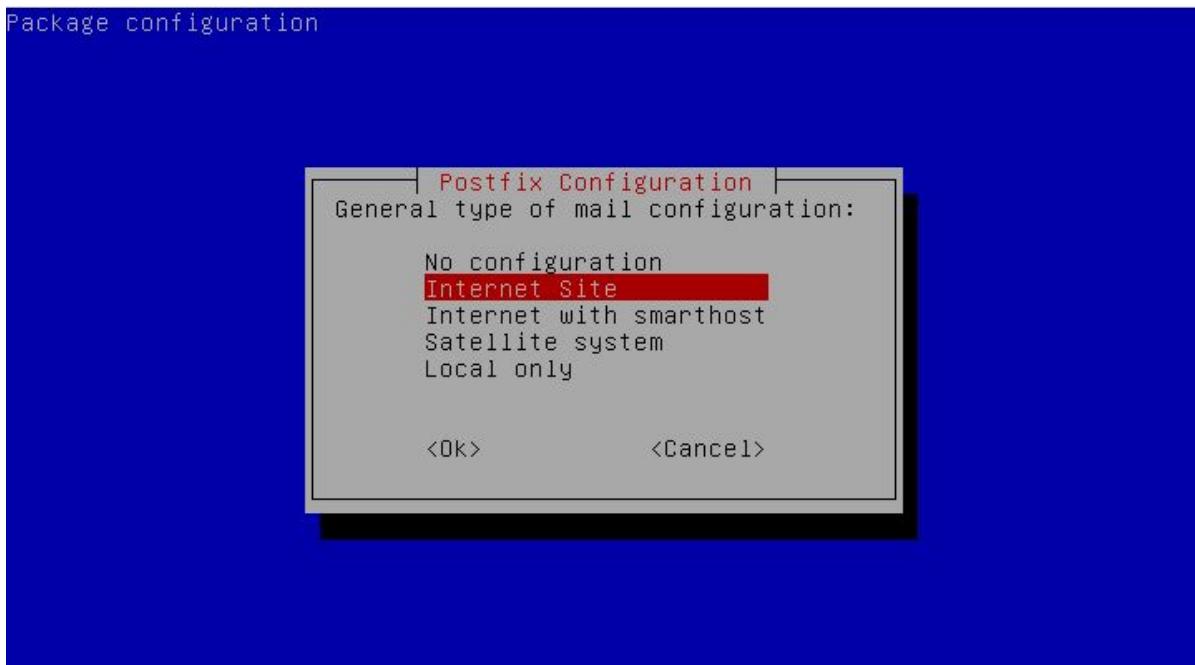 Package configuration
Postfix Configuration
General type of mail configuration:
No configuration
Internet Site
Internet with smarthost
Satellite system
Local only
<Ok> <Cancel>